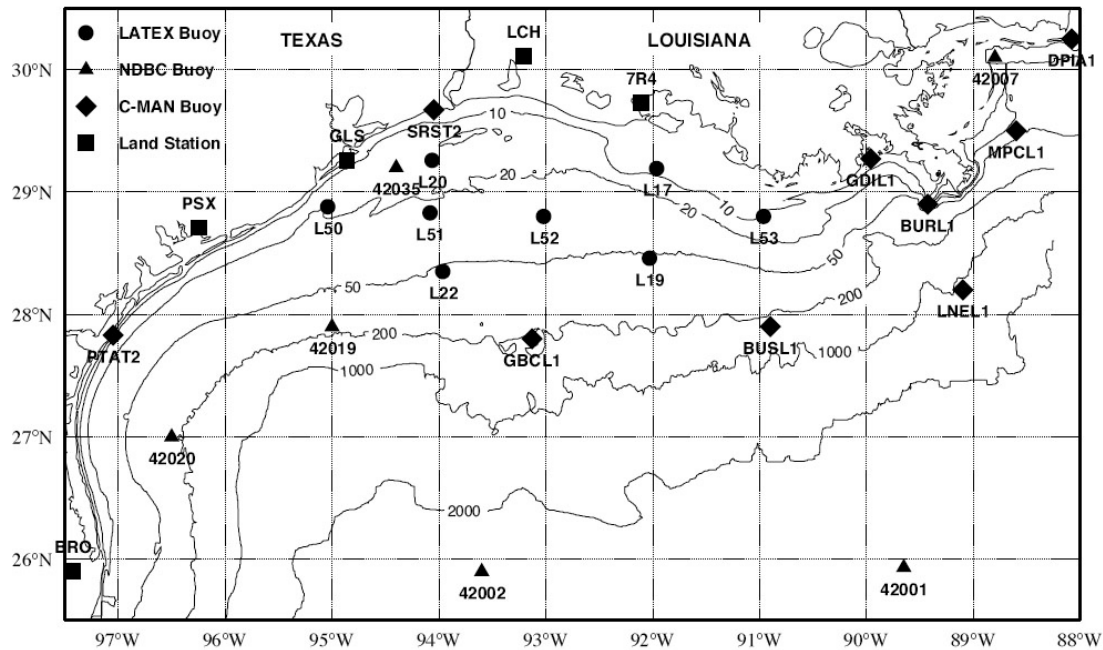 LATEX Buoy
NDBC Buoy
C-MAN Buoy
Land Station
TEXAS
LCH
LOUISIANA
DPIA1
42007
7R4
30°N
SRST2
10
GLS
MPCL1
42035
L20
20
L17
GDIL1
29°N
PSX
L50
L51
L52
10
20
L53
BURL1
50
L22
L19
50
200
LNEL1
28°N
PTAT2
42019
200
GBCL1
BUSL1
1000
1000
27°N
42020
2000
26°N
BRO
42002
42001
97°W 96°W 95°W 94°W 93°W 92°W 91°W 90°W 89°W 88°W